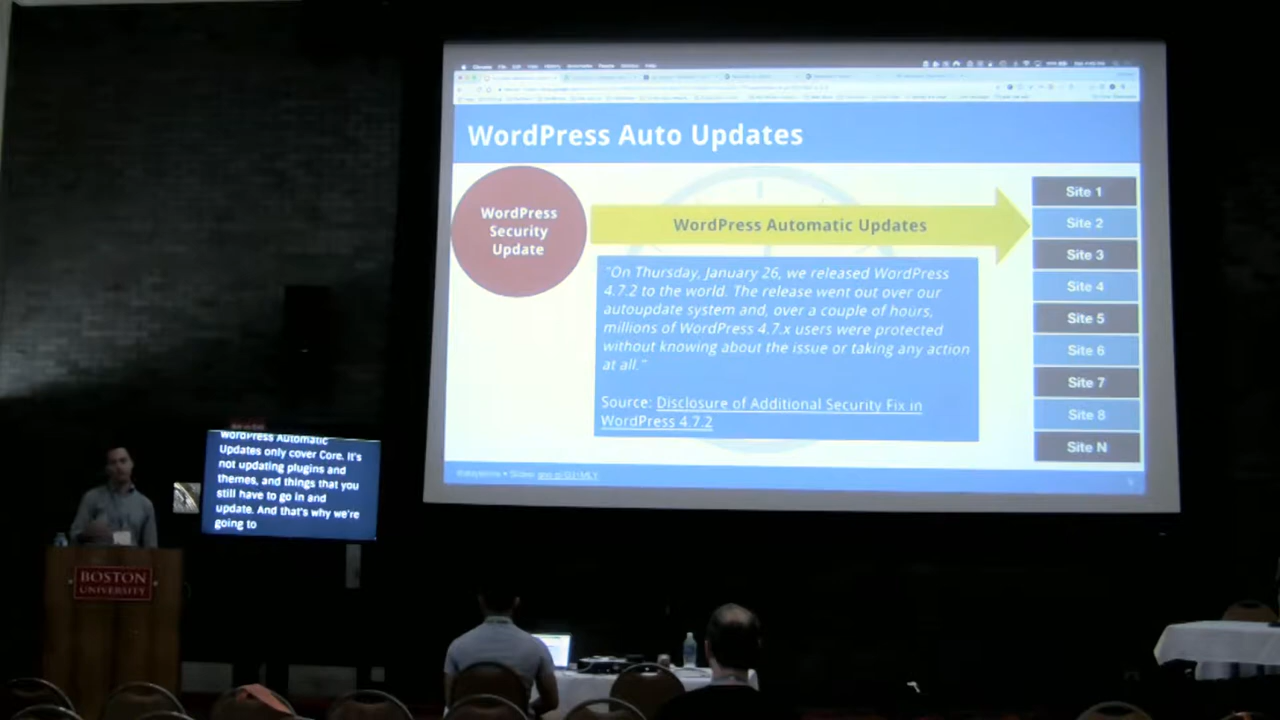 WordPress Auto Updates
WordPress
Security
Update
WordPress Automatic Updates
"On Thursday, January 26, we released WordPress
4.7.2 to the world. The release went out over our
autoupdate system and, over a couple of hours,
millions of WordPress 4.7.x users were protected
without knowing about the issue or taking any action
at all."
Source: Disclosure of Additional Security Fix in
WordPress 4.7.2
Site 1
Site 2
Site 3
Site 4
Site 5
Site 6
Site 7
Site 8
Site N
WordPress Automatic
Updates only cover Core. It's
not updating plugins and
themes, and things that you
still have to go in and
update. And that's why we're
going to
BOSTON
UNIVERSITY